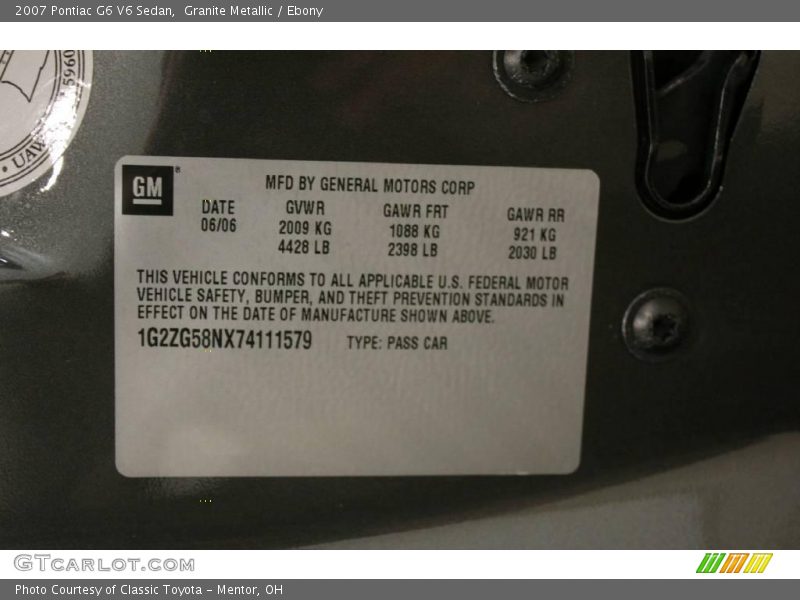 2007 Pontiac G6 V6 Sedan,  Granite Metallic / Ebony
5960
UAW
GM
®
MFD BY GENERAL MOTORS CORP
DATE GVWR GAWR FRT GAWR RR
06/06 2009 KG 1088 KG 921 KG
4428 LB 2398 LB 2030 LB
THIS VEHICLE CONFORMS TO ALL APPLICABLE U.S. FEDERAL MOTOR
VEHICLE SAFETY, BUMPER, AND THEFT PREVENTION STANDARDS IN
EFFECT ON THE DATE OF MANUFACTURE SHOWN ABOVE.
1G2ZG58NX74111579 TYPE: PASS CAR
GTCARLOT.COM
Photo Courtesy of Classic Toyota - Mentor, OH